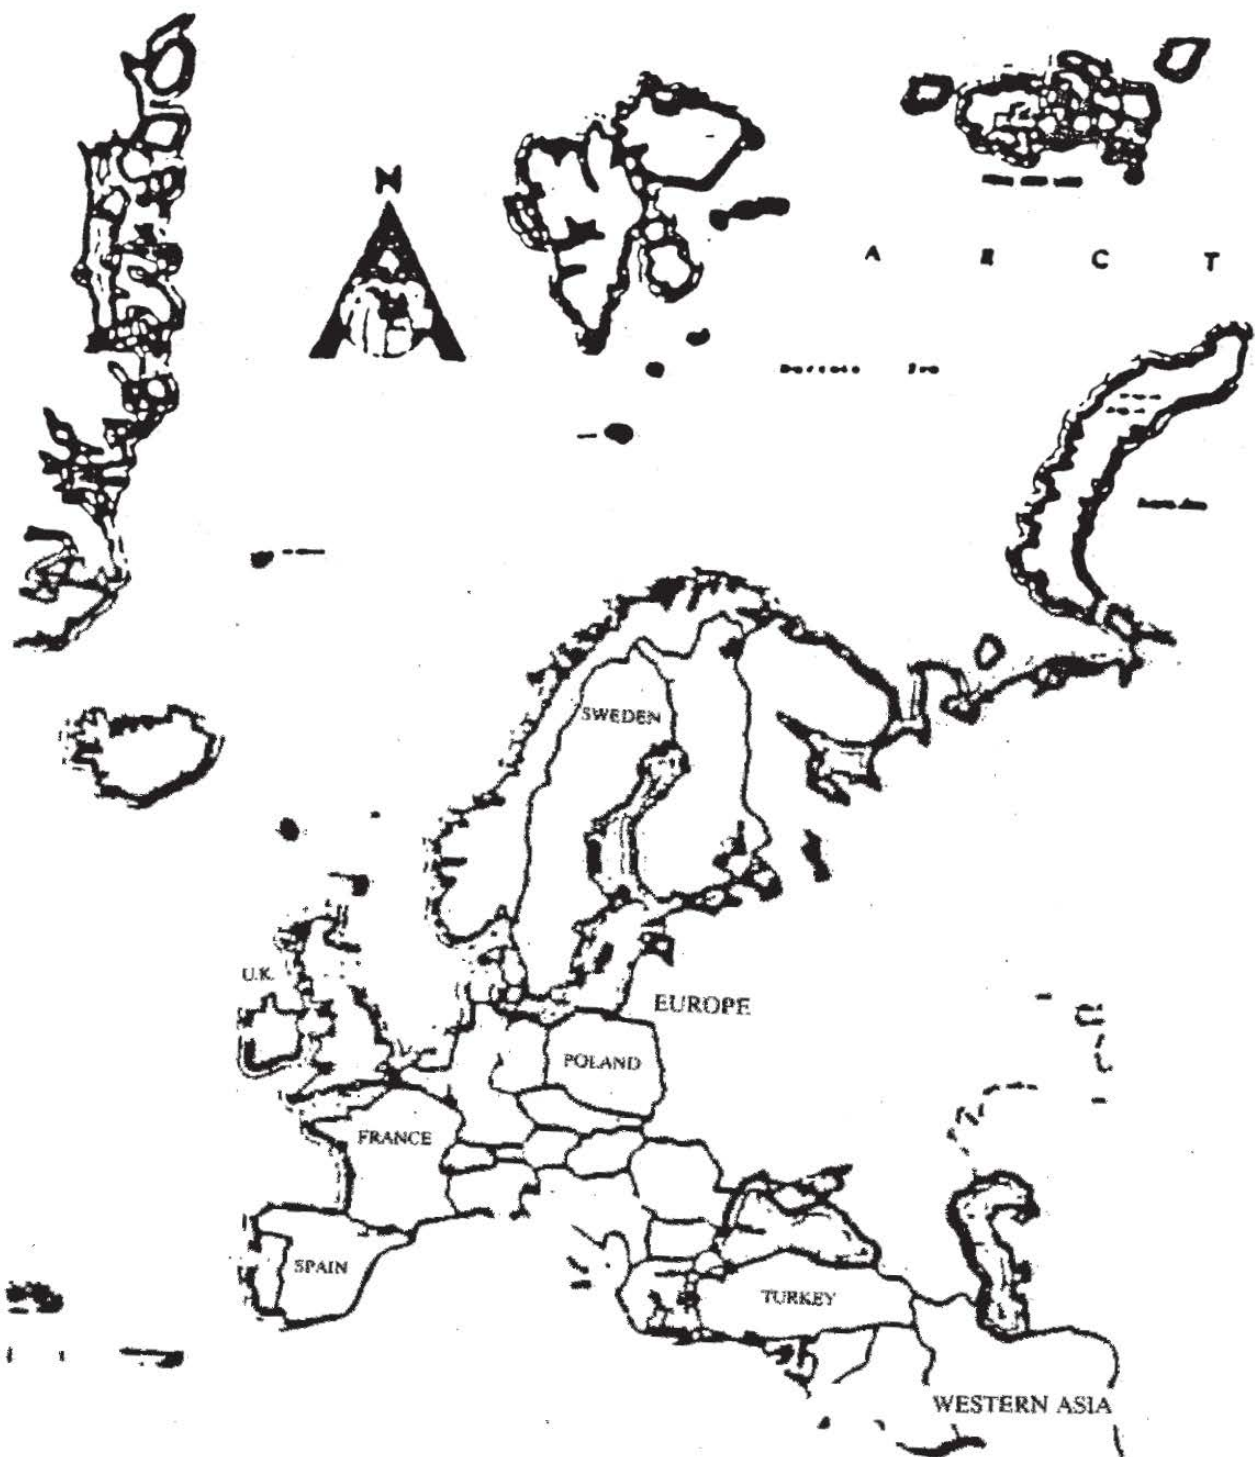 N
A R C T
SWEDEN
U.K.
EUROPE
POLAND
FRANCE
SPAIN
TURKEY
WESTERN ASIA